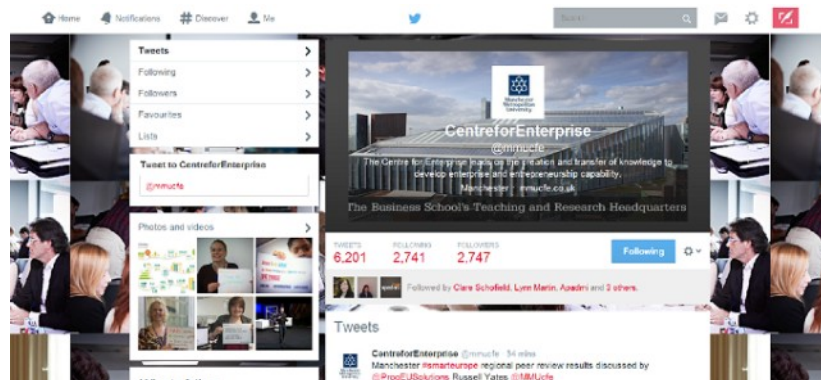 Home Notifications # Discover Me
Search
Tweets
Following
Followers
Favourites
Lists
Tweet to CentreforEnterprise
@mmucfe
Photos and videos
Manchester
Metropolitan
University
CentreforEnterprise
@mmucfe
The Centre for Enterprise leads on the creation and transfer of knowledge to
develop enterprise and entrepreneurship capability.
Manchester · mmucfe.co.uk
The Business School's Teaching and Research Headquarters
TWEETS FOLLOWING FOLLOWERS
6,201 2,741 2,747
Following
Followed by Clare Schofield, Lynn Martin, Apadmi and 3 others.
Tweets
CentreforEnterprise @mmucfe · 34 mins
Manchester #smarteurope regional peer review results discussed by
@ProgEUSolutions Russell Yates @MMUcfe